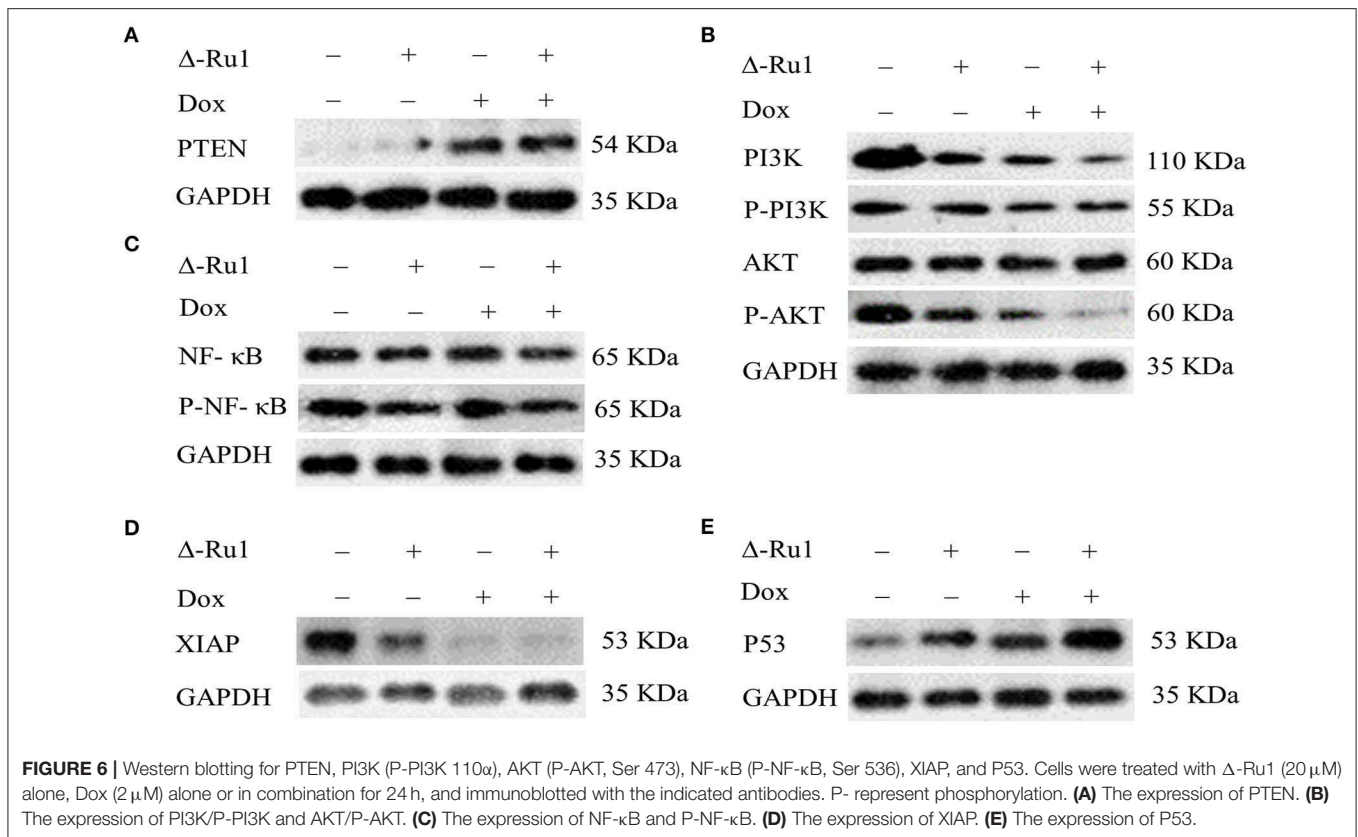 A
Δ-Ru1 – + – +
Dox – – + +
PTEN 54 KDa
GAPDH 35 KDa
B
Δ-Ru1 – + – +
Dox – – + +
PI3K 110 KDa
P-PI3K 55 KDa
AKT 60 KDa
P-AKT 60 KDa
GAPDH 35 KDa
C
Δ-Ru1 – + – +
Dox – – + +
NF- κB 65 KDa
P-NF- κB 65 KDa
GAPDH 35 KDa
D
Δ-Ru1 – + – +
Dox – – + +
XIAP 53 KDa
GAPDH 35 KDa
E
Δ-Ru1 – + – +
Dox – – + +
P53 53 KDa
GAPDH 35 KDa
FIGURE 6 | Western blotting for PTEN, PI3K (P-PI3K 110α), AKT (P-AKT, Ser 473), NF-κB (P-NF-κB, Ser 536), XIAP, and P53. Cells were treated with Δ-Ru1 (20 μM)
alone, Dox (2 μM) alone or in combination for 24 h, and immunoblotted with the indicated antibodies. P- represent phosphorylation. (A) The expression of PTEN. (B)
The expression of PI3K/P-PI3K and AKT/P-AKT. (C) The expression of NF-κB and P-NF-κB. (D) The expression of XIAP. (E) The expression of P53.